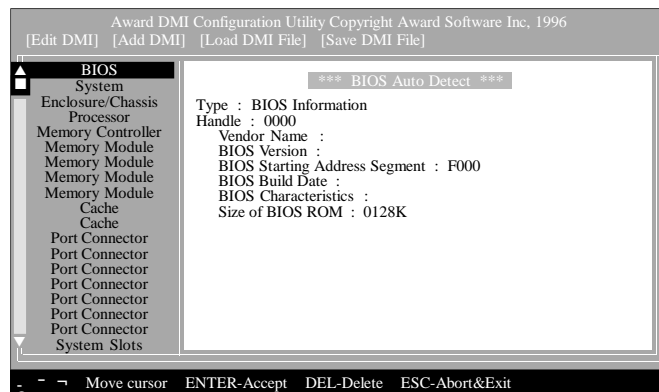 Award DMI Configuration Utility Copyright Award Software Inc, 1996
[Edit DMI] [Add DMI] [Load DMI File] [Save DMI File]
BIOS
System
Enclosure/Chassis
Processor
Memory Controller
Memory Module
Memory Module
Memory Module
Memory Module
Cache
Cache
Port Connector
Port Connector
Port Connector
Port Connector
Port Connector
Port Connector
Port Connector
System Slots
*** BIOS Auto Detect ***
Type : BIOS Information
Handle : 0000
Vendor Name :
BIOS Version :
BIOS Starting Address Segment : F000
BIOS Build Date :
BIOS Characteristics :
Size of BIOS ROM : 0128K
Move cursor ENTER-Accept DEL-Delete ESC-Abort&Exit